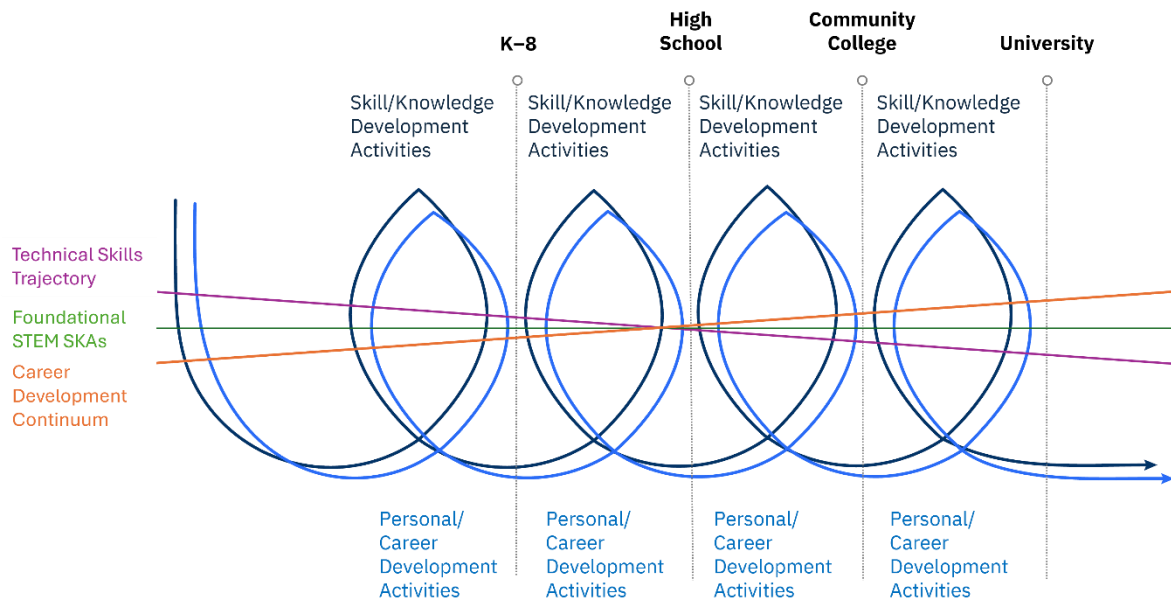 K–8
High
School
Community
College
University
Skill/Knowledge
Development
Activities
Skill/Knowledge
Development
Activities
Skill/Knowledge
Development
Activities
Skill/Knowledge
Development
Activities
Technical Skills
Trajectory
Foundational
STEM SKAs
Career
Development
Continuum
Personal/
Career
Development
Activities
Personal/
Career
Development
Activities
Personal/
Career
Development
Activities
Personal/
Career
Development
Activities